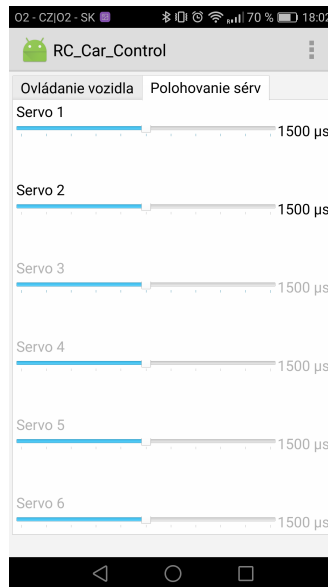 O2 - CZ|O2 - SK 70 % 18:02
RC_Car_Control
Ovládanie vozidla Polohovanie sérv
Servo 1
1500 µs
Servo 2
1500 µs
Servo 3
1500 µs
Servo 4
1500 µs
Servo 5
1500 µs
Servo 6
1500 µs